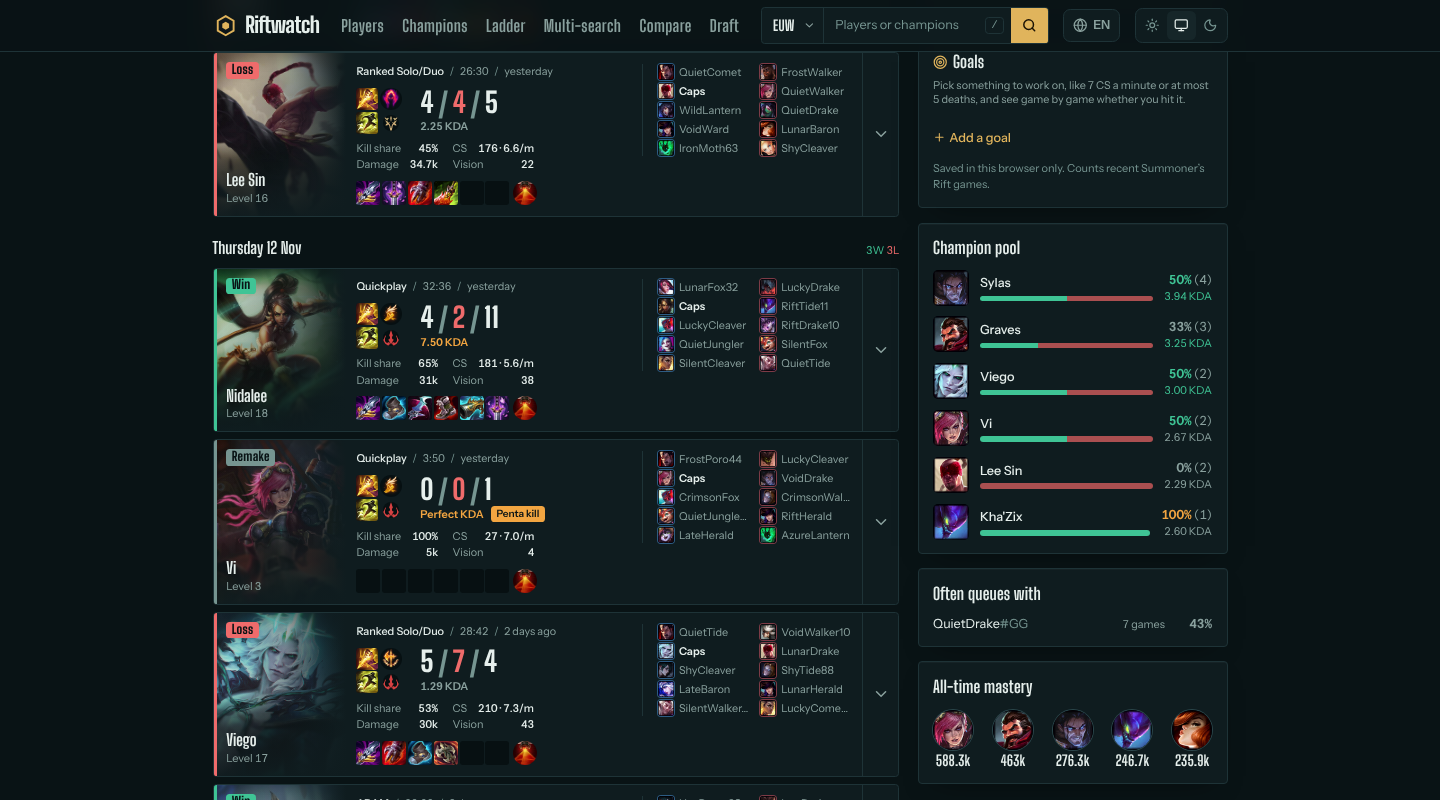 Riftwatch Players Champions Ladder Multi-search Compare Draft EUW Players or champions / EN
Loss
Lee Sin
Level 16
Ranked Solo/Duo / 26:30 / yesterday
4 / 4 / 5
2.25 KDA
Kill share 45% CS 176·6.6/m
Damage 34.7k Vision 22
QuietComet FrostWalker
Caps QuietWalker
WildLantern QuietDrake
VoidWard LunarBaron
IronMoth63 ShyCleaver
Thursday 12 Nov 3W 3L
Win
Nidalee
Level 18
Quickplay / 32:36 / yesterday
4 / 2 / 11
7.50 KDA
Kill share 65% CS 181·5.6/m
Damage 31k Vision 38
LunarFox32 LuckyDrake
Caps RiftTide11
LuckyCleaver RiftDrake10
QuietJungler SilentFox
SilentCleaver QuietTide
Remake
Vi
Level 3
Quickplay / 3:50 / yesterday
0 / 0 / 1
Perfect KDA Penta kill
Kill share 100% CS 27·7.0/m
Damage 5k Vision 4
FrostPoro44 LuckyCleaver
Caps VoidDrake
CrimsonFox CrimsonWal...
QuietJungle... RiftHerald
LateHerald AzureLantern
Loss
Viego
Level 17
Ranked Solo/Duo / 28:42 / 2 days ago
5 / 7 / 4
1.29 KDA
Kill share 53% CS 210·7.3/m
Damage 30k Vision 43
QuietTide VoidWalker10
Caps LunarDrake
ShyCleaver ShyTide88
LateBaron LunarHerald
SilentWalker... LuckyCome...
Goals
Pick something to work on, like 7 CS a minute or at most
5 deaths, and see game by game whether you hit it.
+ Add a goal
Saved in this browser only. Counts recent Summoner's
Rift games.
Champion pool
Sylas 50% (4)
3.94 KDA
Graves 33% (3)
3.25 KDA
Viego 50% (2)
3.00 KDA
Vi 50% (2)
2.67 KDA
Lee Sin 0% (2)
2.29 KDA
Kha'Zix 100% (1)
2.60 KDA
Often queues with
QuietDrake#GG 7 games 43%
All-time mastery
588.3k 463k 276.3k 246.7k 235.9k